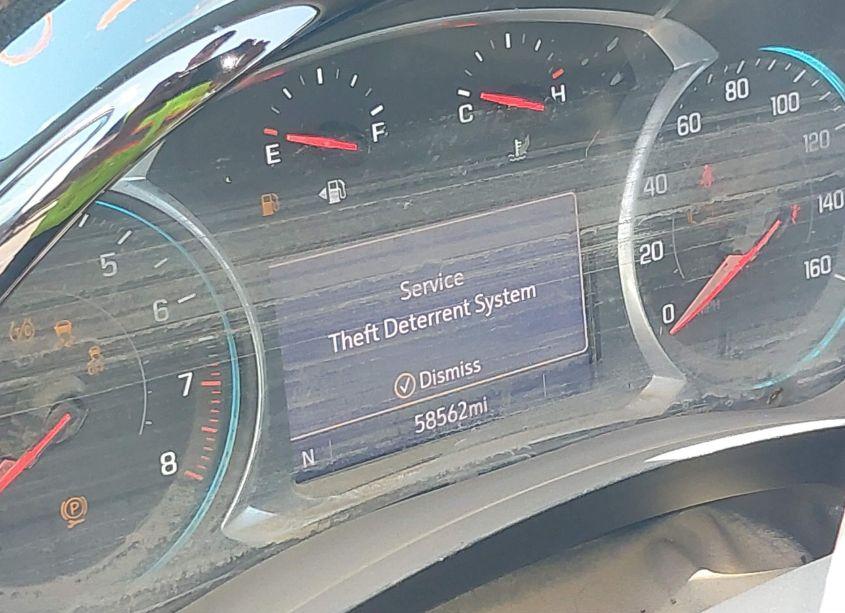 E
F
C
H
5
6
7
8
0
20
40
60
80
100
120
140
160
Service
Theft Deterrent System
Dismiss
58562mi
N
P